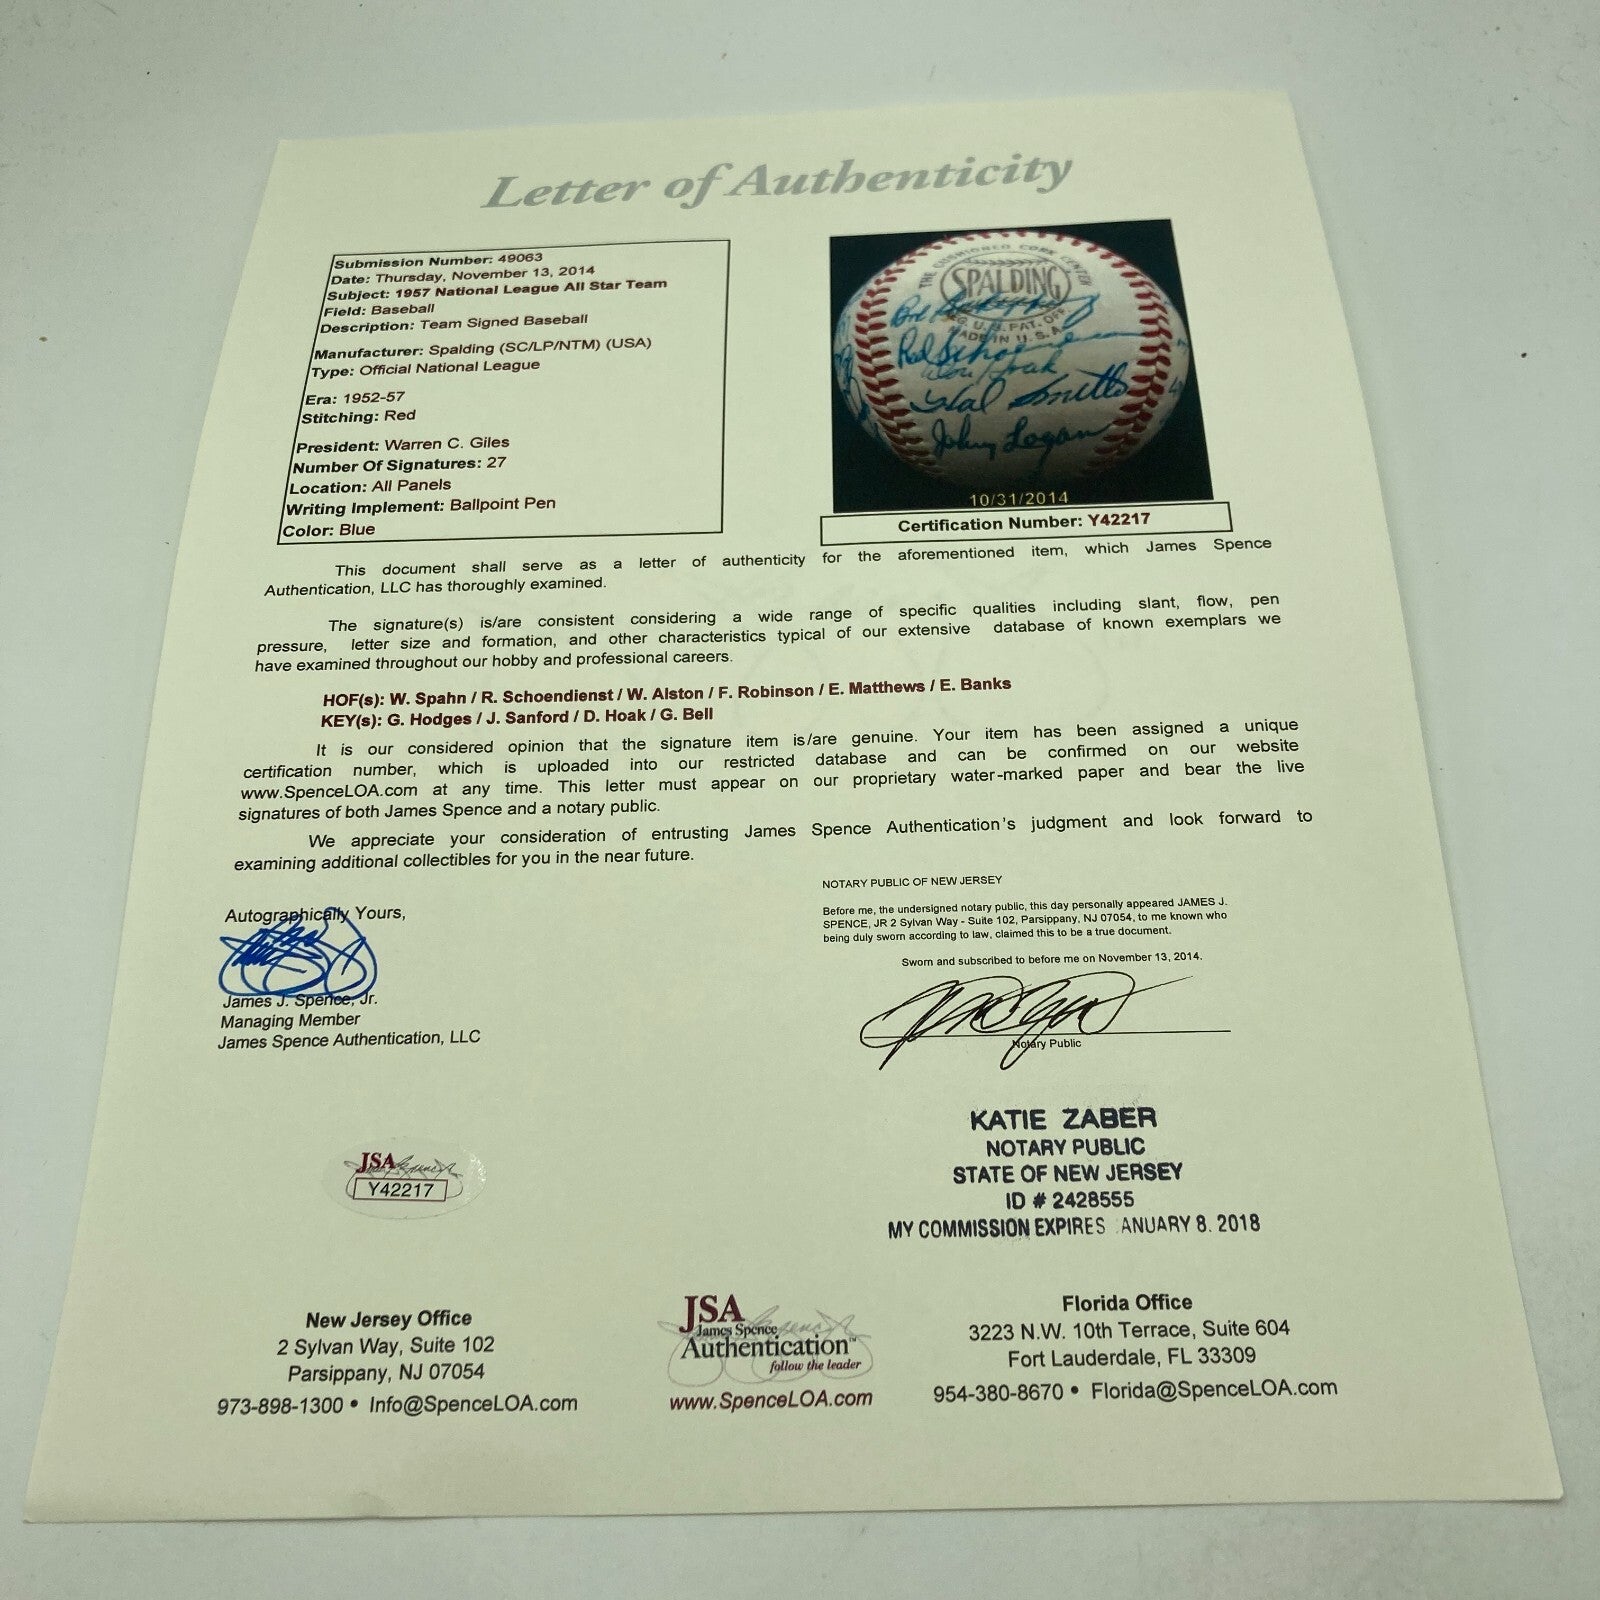 Letter of Authenticity
Submission Number: 49063
Date: Thursday, November 13, 2014
Subject: 1957 National League All Star Team
Field: Baseball
Description: Team Signed Baseball
Manufacturer: Spalding (SC/LP/NTM) (USA)
Type: Official National League
Era: 1952-57
Stitching: Red
President: Warren C. Giles
Number Of Signatures: 27
Location: All Panels
Writing Implement: Ballpoint Pen
Color: Blue
THE CUSHIONED CORK CENTER
SPALDING
REG. U.S. PAT. OFF.
MADE IN U.S.A.
Red Schoendienst
Don Hoak
Hal Smith
Johnny Logan
10/31/2014
Certification Number: Y42217
This document shall serve as a letter of authenticity for the aforementioned item, which James Spence
Authentication, LLC has thoroughly examined.
The signature(s) is/are consistent considering a wide range of specific qualities including slant, flow, pen
pressure, letter size and formation, and other characteristics typical of our extensive database of known exemplars we
have examined throughout our hobby and professional careers.
HOF(s): W. Spahn / R. Schoendienst / W. Alston / F. Robinson / E. Matthews / E. Banks
KEY(s): G. Hodges / J. Sanford / D. Hoak / G. Bell
It is our considered opinion that the signature item is/are genuine. Your item has been assigned a unique
certification number, which is uploaded into our restricted database and can be confirmed on our website
www.SpenceLOA.com at any time. This letter must appear on our proprietary water-marked paper and bear the live
signatures of both James Spence and a notary public.
We appreciate your consideration of entrusting James Spence Authentication's judgment and look forward to
examining additional collectibles for you in the near future.
Autographically Yours,
James J. Spence, Jr.
Managing Member
James Spence Authentication, LLC
NOTARY PUBLIC OF NEW JERSEY
Before me, the undersigned notary public, this day personally appeared JAMES J.
SPENCE, JR 2 Sylvan Way - Suite 102, Parsippany, NJ 07054, to me known who
being duly sworn according to law, claimed this to be a true document.
Sworn and subscribed to before me on November 13, 2014.
Notary Public
KATIE ZABER
NOTARY PUBLIC
STATE OF NEW JERSEY
ID # 2428555
MY COMMISSION EXPIRES ANUARY 8. 2018
JSA
Y42217
New Jersey Office
2 Sylvan Way, Suite 102
Parsippany, NJ 07054
973-898-1300 • Info@SpenceLOA.com
JSA
James Spence
Authentication™
follow the leader
www.SpenceLOA.com
Florida Office
3223 N.W. 10th Terrace, Suite 604
Fort Lauderdale, FL 33309
954-380-8670 • Florida@SpenceLOA.com